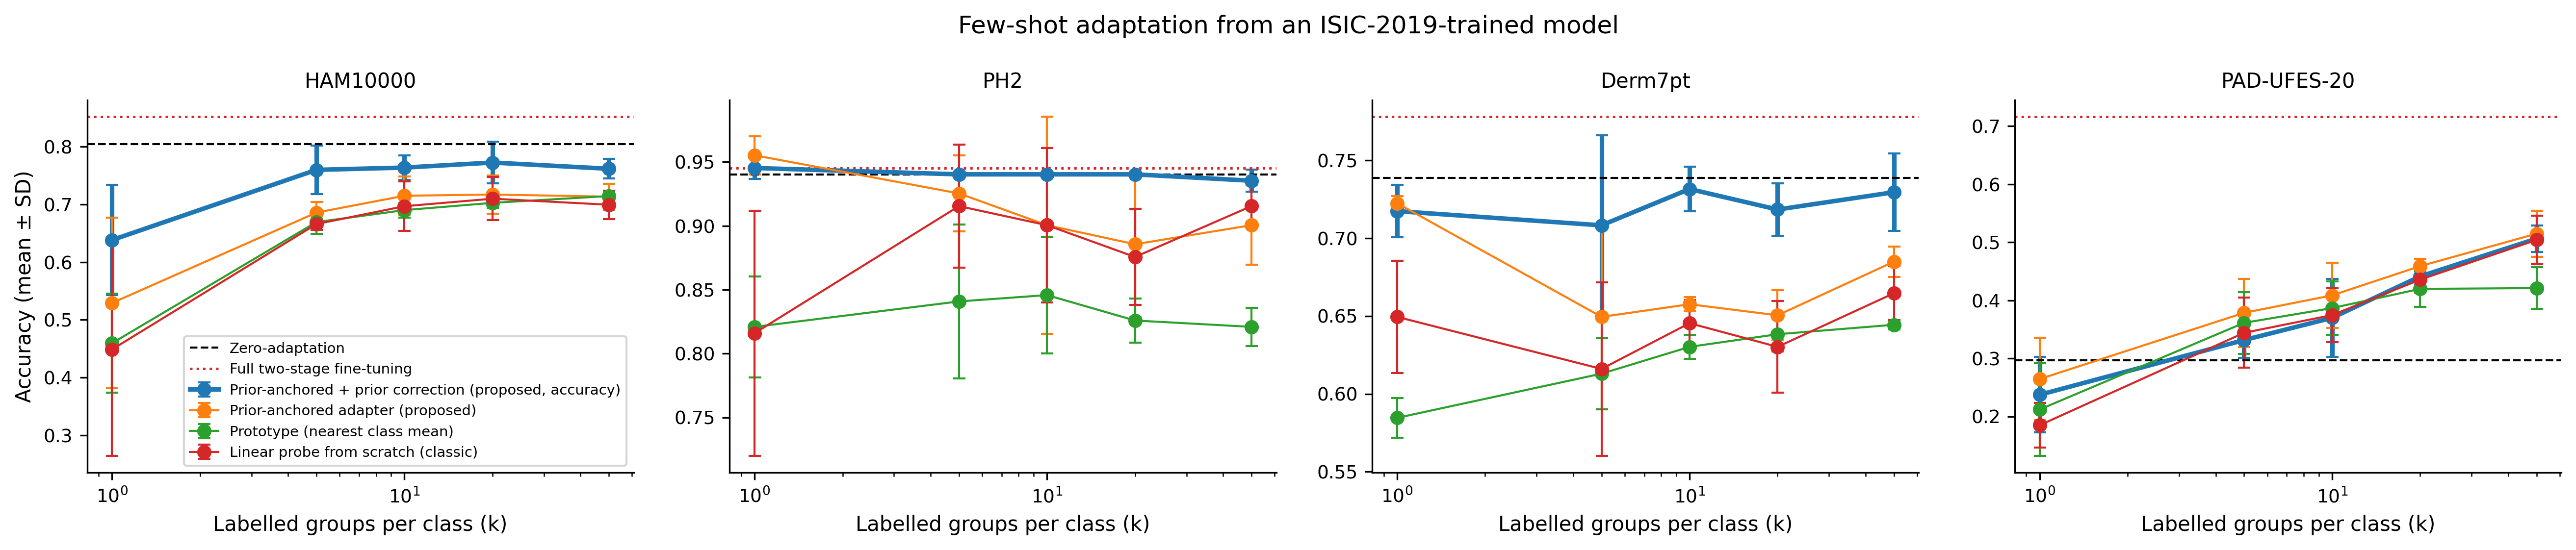 Few-shot adaptation from an ISIC-2019-trained model
HAM10000
Accuracy (mean ± SD)
0.8
0.7
0.6
0.5
0.4
0.3
10⁰
10¹
Labelled groups per class (k)
Zero-adaptation
Full two-stage fine-tuning
Prior-anchored + prior correction (proposed, accuracy)
Prior-anchored adapter (proposed)
Prototype (nearest class mean)
Linear probe from scratch (classic)
PH2
0.95
0.90
0.85
0.80
0.75
10⁰
10¹
Labelled groups per class (k)
Derm7pt
0.75
0.70
0.65
0.60
0.55
10⁰
10¹
Labelled groups per class (k)
PAD-UFES-20
0.7
0.6
0.5
0.4
0.3
0.2
10⁰
10¹
Labelled groups per class (k)